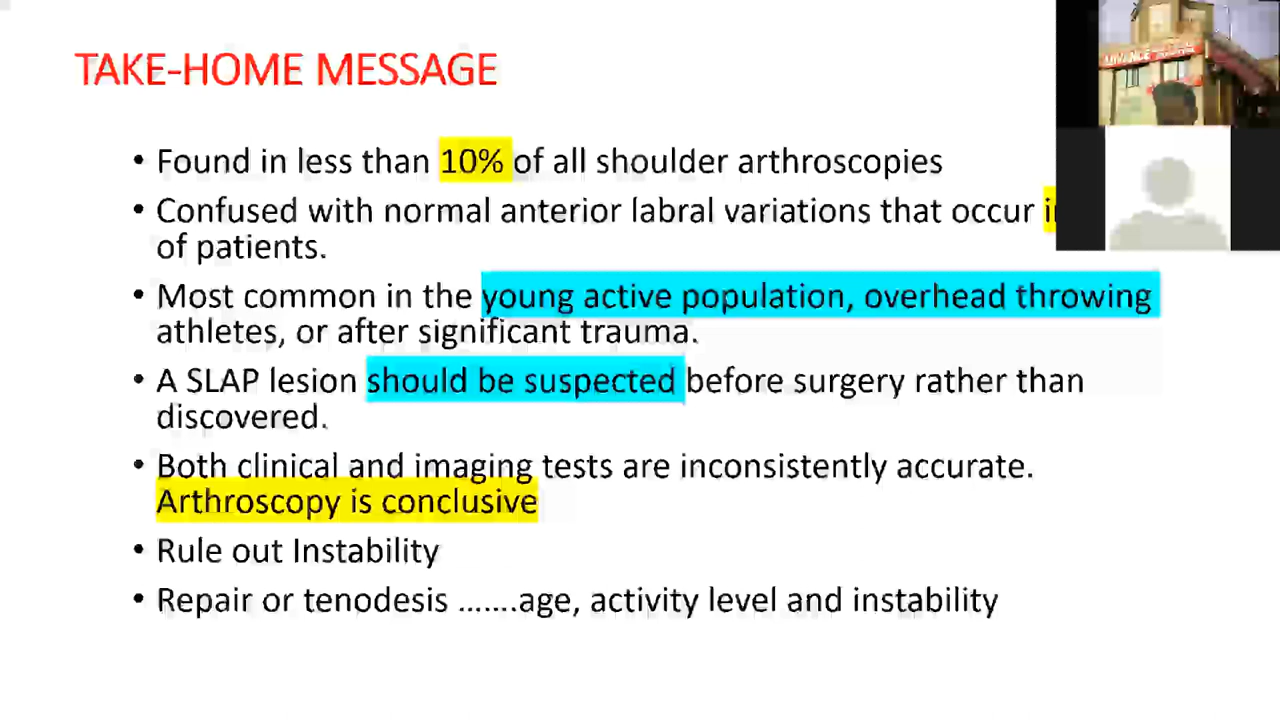 TAKE-HOME MESSAGE
• Found in less than 10% of all shoulder arthroscopies
• Confused with normal anterior labral variations that occur
of patients.
• Most common in the young active population, overhead throwing
athletes, or after significant trauma.
• A SLAP lesion should be suspected before surgery rather than
discovered.
• Both clinical and imaging tests are inconsistently accurate.
Arthroscopy is conclusive
• Rule out Instability
• Repair or tenodesis …….age, activity level and instability